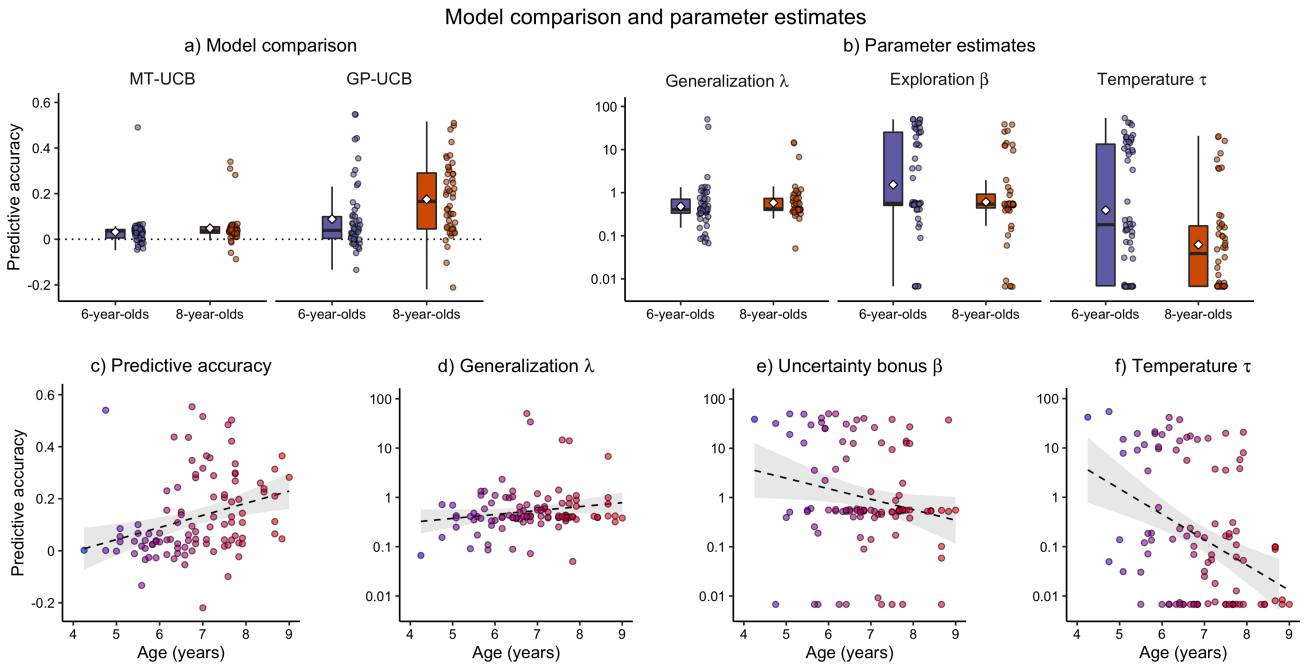 Model comparison and parameter estimates
a) Model comparison
b) Parameter estimates
MT-UCB
GP-UCB
Generalization λ
Exploration β
Temperature τ
Predictive accuracy
0.6
0.4
0.2
0
-0.2
6-year-olds
8-year-olds
6-year-olds
8-year-olds
100
10
1
0.1
0.01
6-year-olds
8-year-olds
6-year-olds
8-year-olds
6-year-olds
8-year-olds
c) Predictive accuracy
Predictive accuracy
0.6
0.4
0.2
0
-0.2
4 5 6 7 8 9
Age (years)
d) Generalization λ
100
10
1
0.1
0.01
4 5 6 7 8 9
Age (years)
e) Uncertainty bonus β
100
10
1
0.1
0.01
4 5 6 7 8 9
Age (years)
f) Temperature τ
100
10
1
0.1
0.01
4 5 6 7 8 9
Age (years)